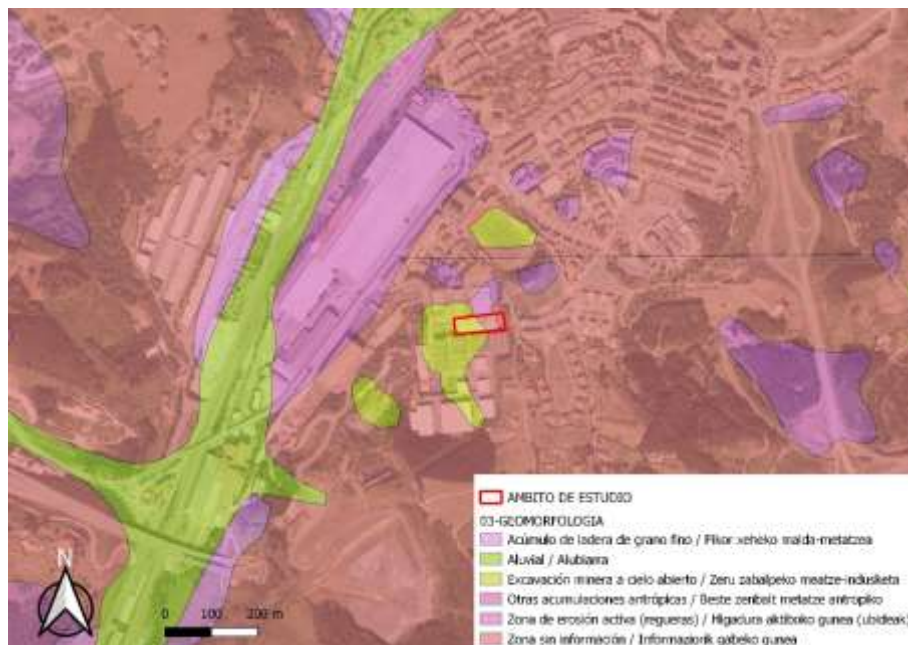 AMBITO DE ESTUDIO
03-GEOMORFOLOGIA
Acúmulo de ladera de grano fino / Pikor xeheko malda-metatzea
Aluvial / Alubiarra
Excavación minera a cielo abierto / Zeru zabalpeko meatze-indusketa
Otras acumulaciones antrópicas / Beste zenbait metatze antropiko
Zona de erosión activa (regueras) / Higadura aktiboko gunea (ubideak)
Zona sin información / Informaziorik gabeko gunea
N
0 100 200 m